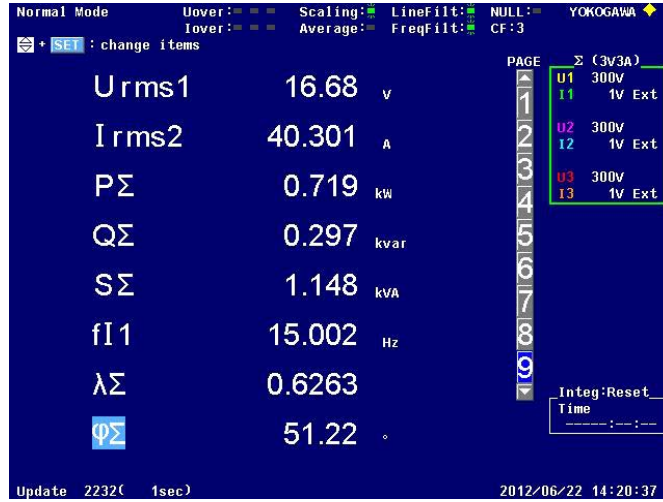 Normal Mode Uover: Scaling: LineFilt: NULL: YOKOGAWA
Iover: Average: FreqFilt: CF:3
+ SET : change items
PAGE Σ (3V3A)
Urms1 16.68 V
Irms2 40.301 A
PΣ 0.719 kW
QΣ 0.297 kvar
SΣ 1.148 kVA
fI1 15.002 Hz
λΣ 0.6263
φΣ 51.22 °
1
2
3
4
5
6
7
8
9
U1 300V
I1 1V Ext
U2 300V
I2 1V Ext
U3 300V
I3 1V Ext
Integ:Reset
Time
-----:--:--
Update 2232( 1sec) 2012/06/22 14:20:37